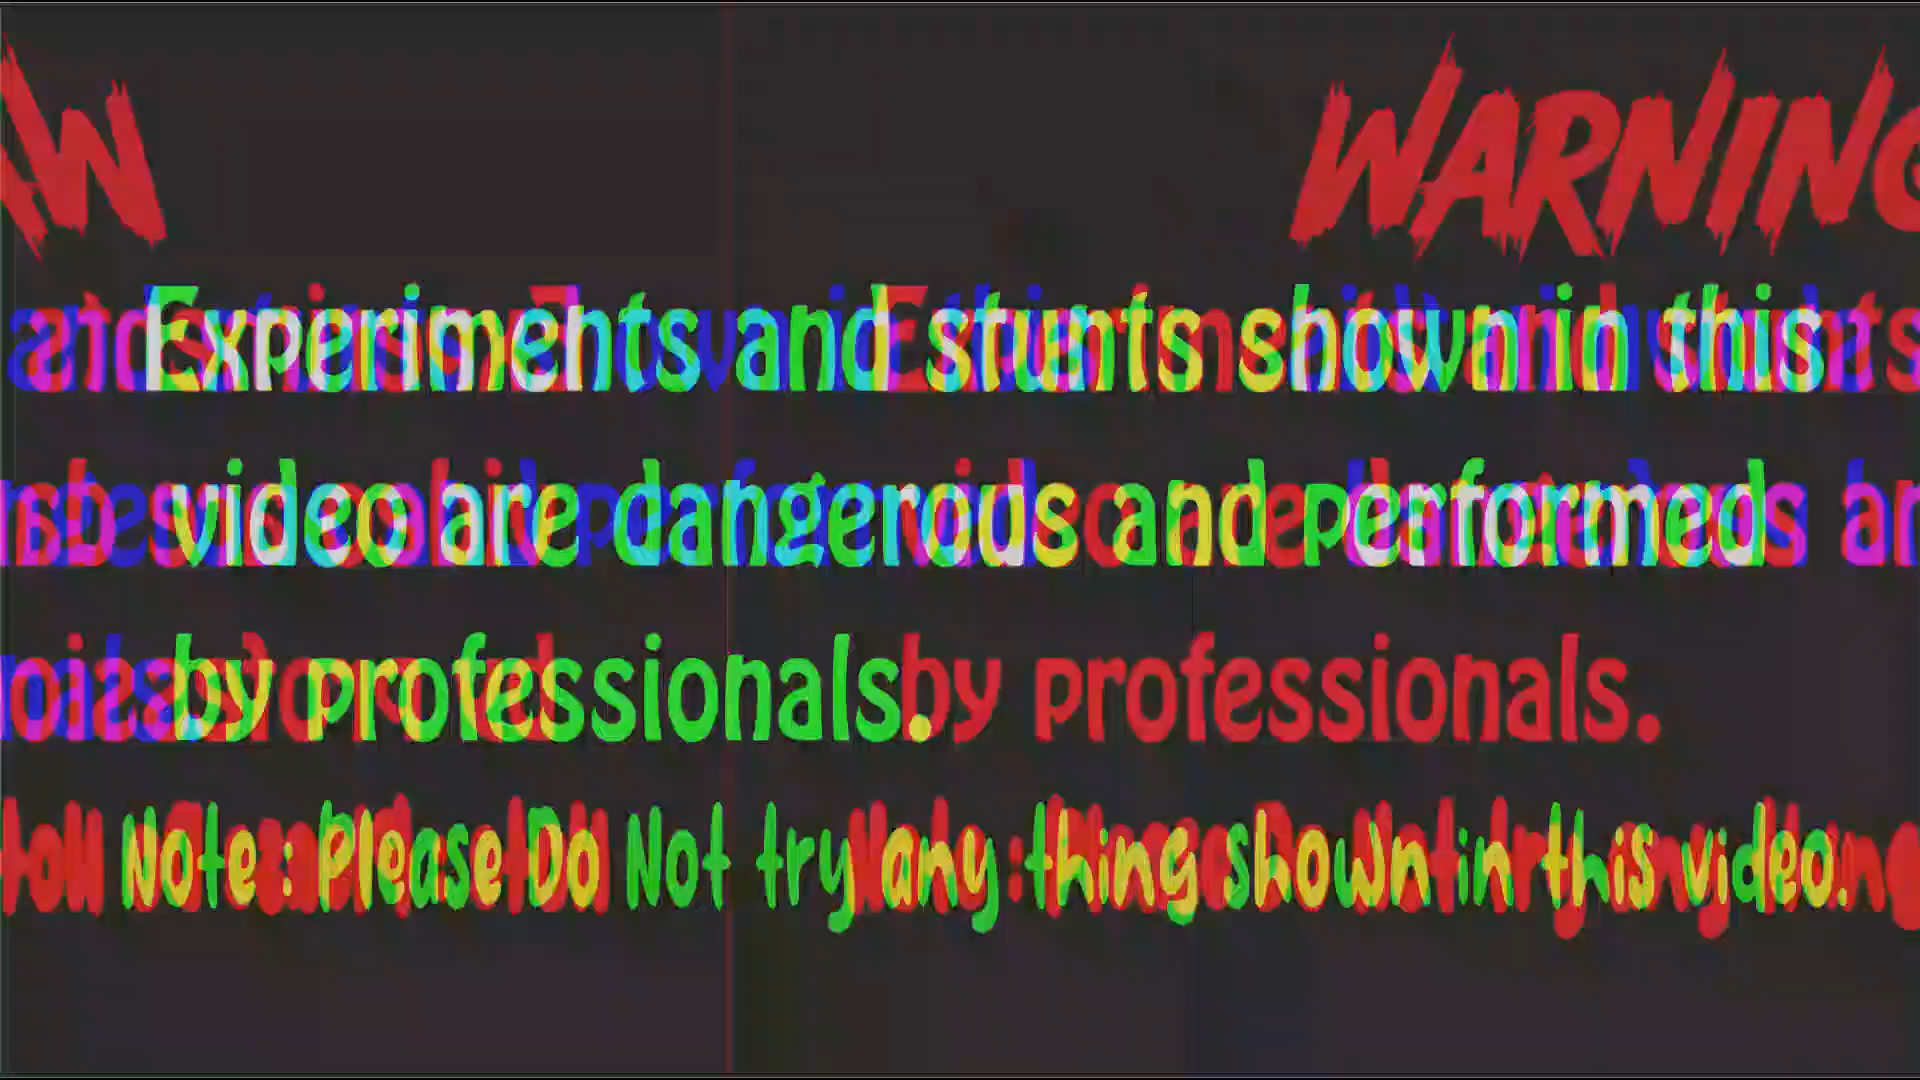 WARNING
Experiments and stunts shown in this
video are dangerous and performed
by professionals.
Note : Please Do Not try any thing shown in this video.